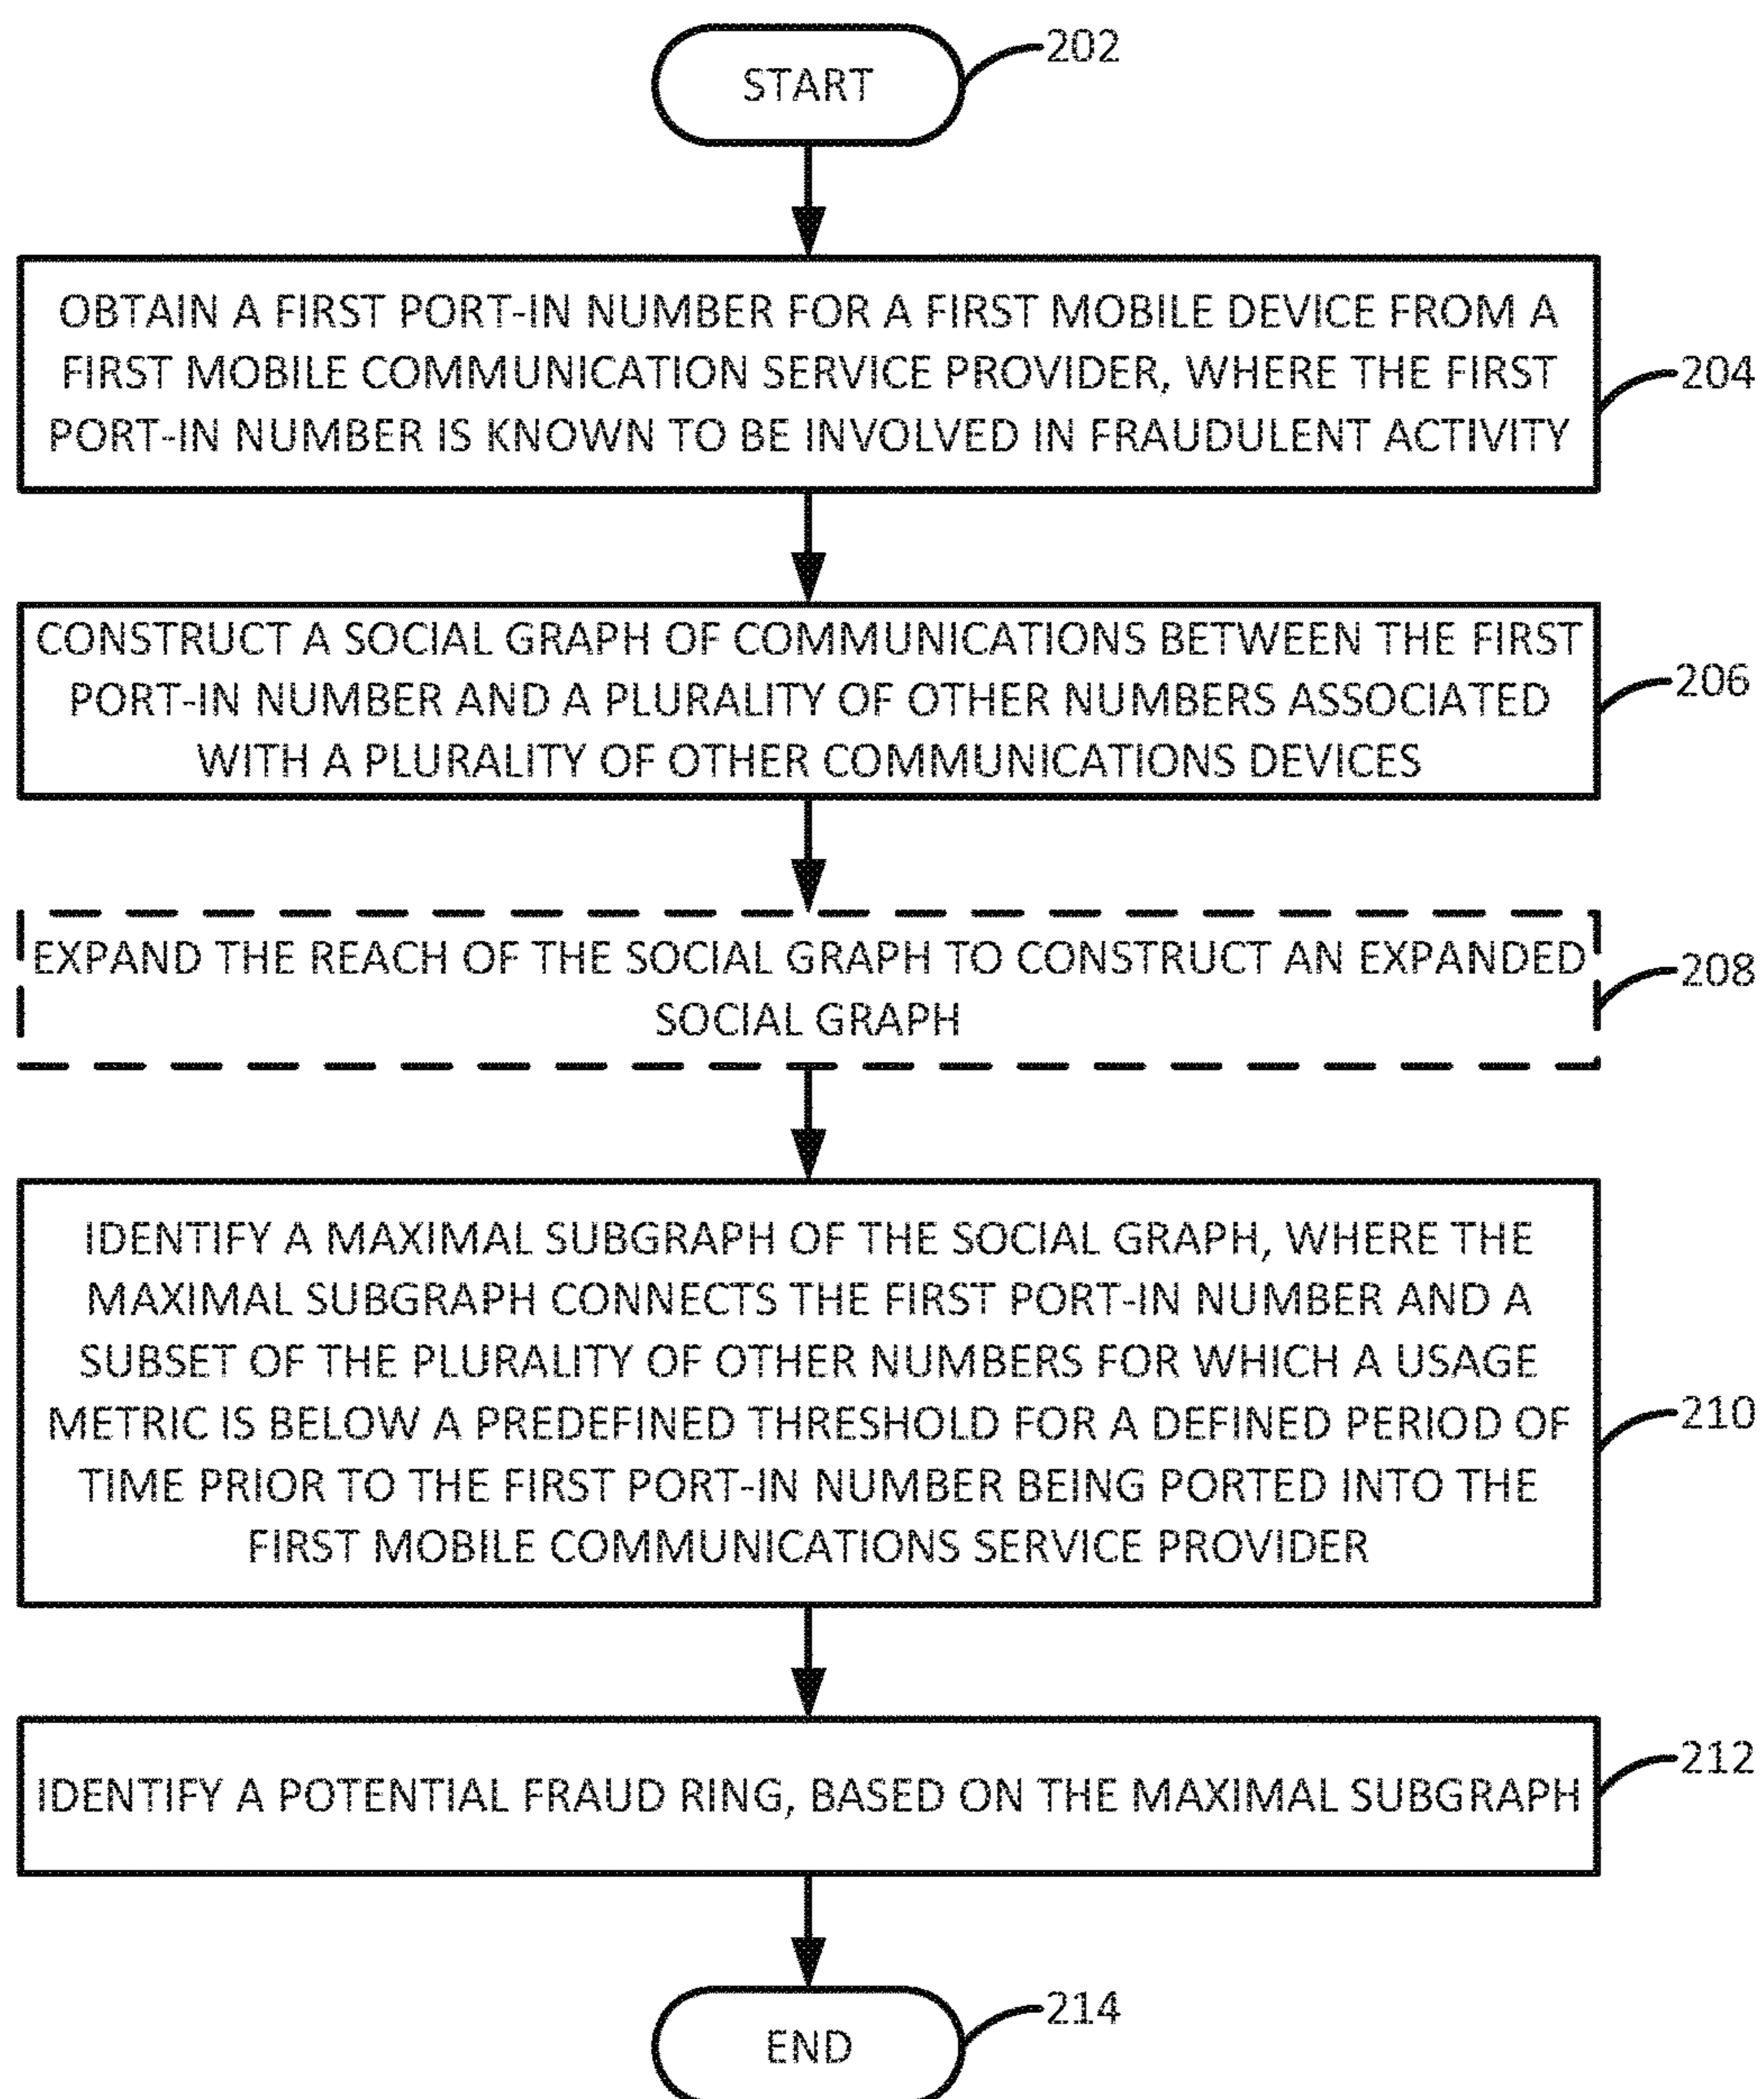 START
202
OBTAIN A FIRST PORT-IN NUMBER FOR A FIRST MOBILE DEVICE FROM A
FIRST MOBILE COMMUNICATION SERVICE PROVIDER, WHERE THE FIRST
PORT-IN NUMBER IS KNOWN TO BE INVOLVED IN FRAUDULENT ACTIVITY
204
CONSTRUCT A SOCIAL GRAPH OF COMMUNICATIONS BETWEEN THE FIRST
PORT-IN NUMBER AND A PLURALITY OF OTHER NUMBERS ASSOCIATED
WITH A PLURALITY OF OTHER COMMUNICATIONS DEVICES
206
EXPAND THE REACH OF THE SOCIAL GRAPH TO CONSTRUCT AN EXPANDED
SOCIAL GRAPH
208
IDENTIFY A MAXIMAL SUBGRAPH OF THE SOCIAL GRAPH, WHERE THE
MAXIMAL SUBGRAPH CONNECTS THE FIRST PORT-IN NUMBER AND A
SUBSET OF THE PLURALITY OF OTHER NUMBERS FOR WHICH A USAGE
METRIC IS BELOW A PREDEFINED THRESHOLD FOR A DEFINED PERIOD OF
TIME PRIOR TO THE FIRST PORT-IN NUMBER BEING PORTED INTO THE
FIRST MOBILE COMMUNICATIONS SERVICE PROVIDER
210
IDENTIFY A POTENTIAL FRAUD RING, BASED ON THE MAXIMAL SUBGRAPH
212
END
214